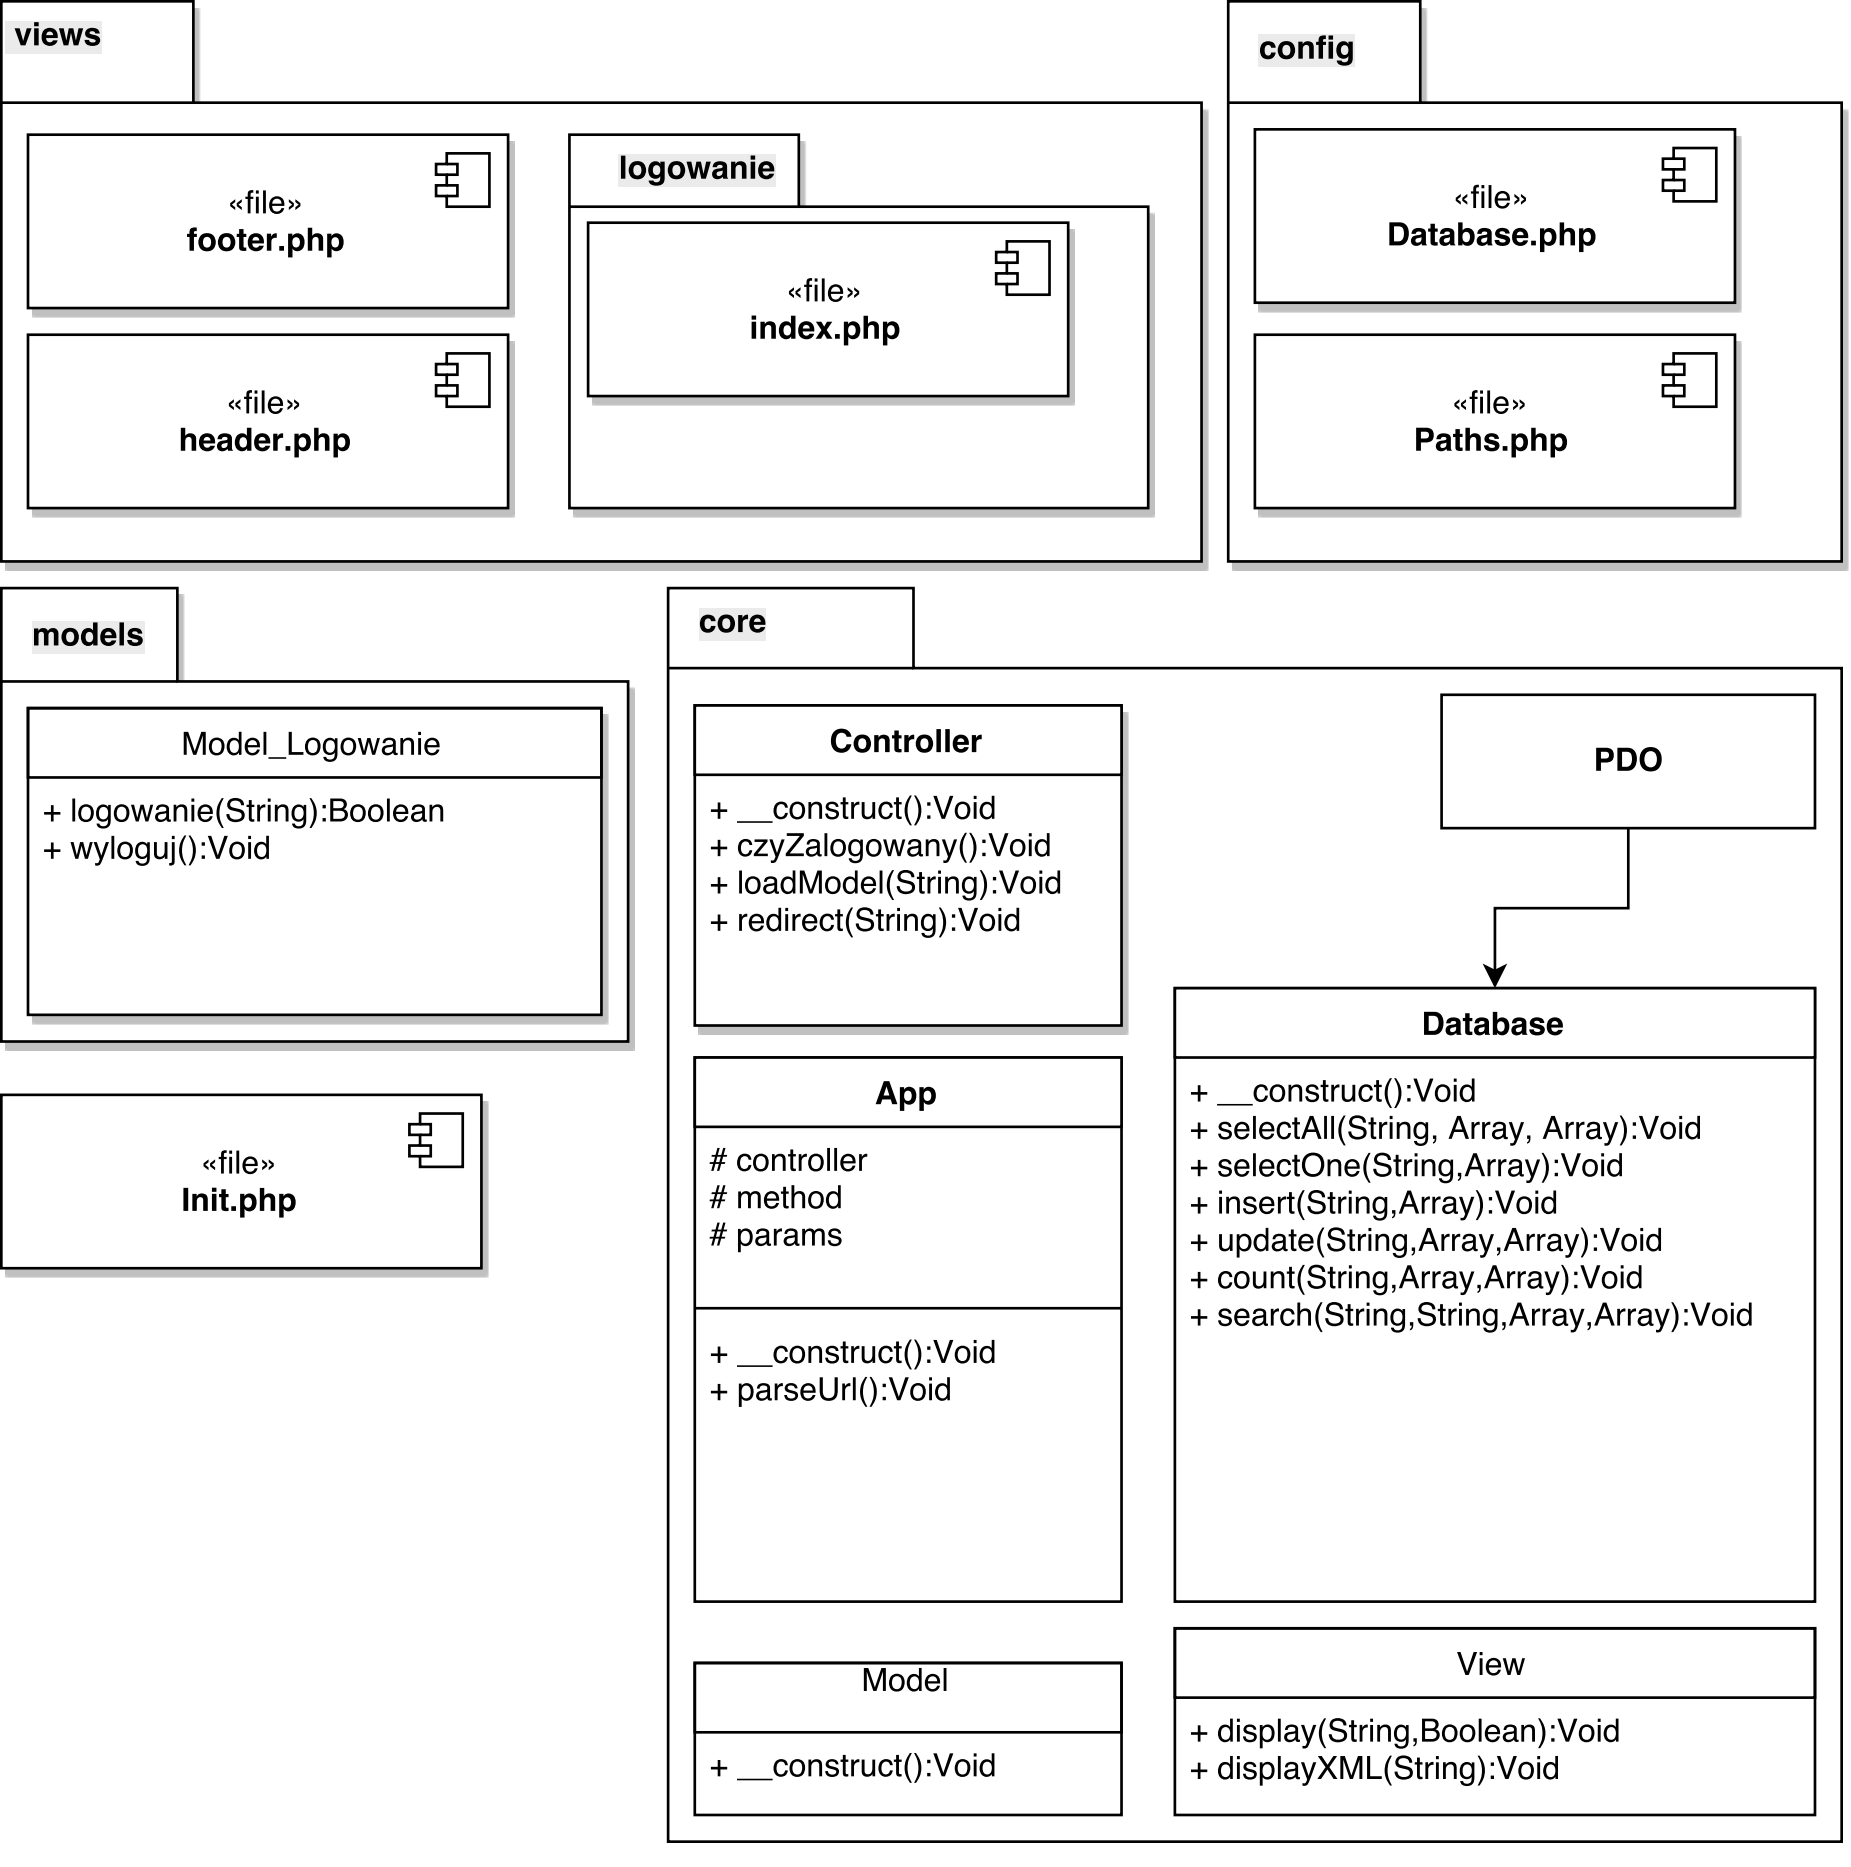 views
«file»
footer.php
«file»
header.php
logowanie
«file»
index.php
config
«file»
Database.php
«file»
Paths.php
models
Model_Logowanie
+ logowanie(String):Boolean
+ wyloguj():Void
«file»
Init.php
core
Controller
+ __construct():Void
+ czyZalogowany():Void
+ loadModel(String):Void
+ redirect(String):Void
PDO
App
# controller
# method
# params
+ __construct():Void
+ parseUrl():Void
Database
+ __construct():Void
+ selectAll(String, Array, Array):Void
+ selectOne(String,Array):Void
+ insert(String,Array):Void
+ update(String,Array,Array):Void
+ count(String,Array,Array):Void
+ search(String,String,Array,Array):Void
Model
+ __construct():Void
View
+ display(String,Boolean):Void
+ displayXML(String):Void